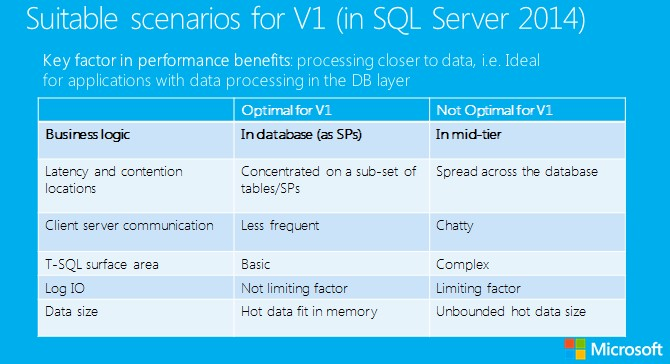 Suitable scenarios for V1 (in SQL Server 2014)
Key factor in performance benefits: processing closer to data, i.e. Ideal
for applications with data processing in the DB layer
Optimal for V1 Not Optimal for V1
Business logic In database (as SPs) In mid-tier
Latency and contention locations Concentrated on a sub-set of tables/SPs Spread across the database
Client server communication Less frequent Chatty
T-SQL surface area Basic Complex
Log IO Not limiting factor Limiting factor
Data size Hot data fit in memory Unbounded hot data size
Microsoft